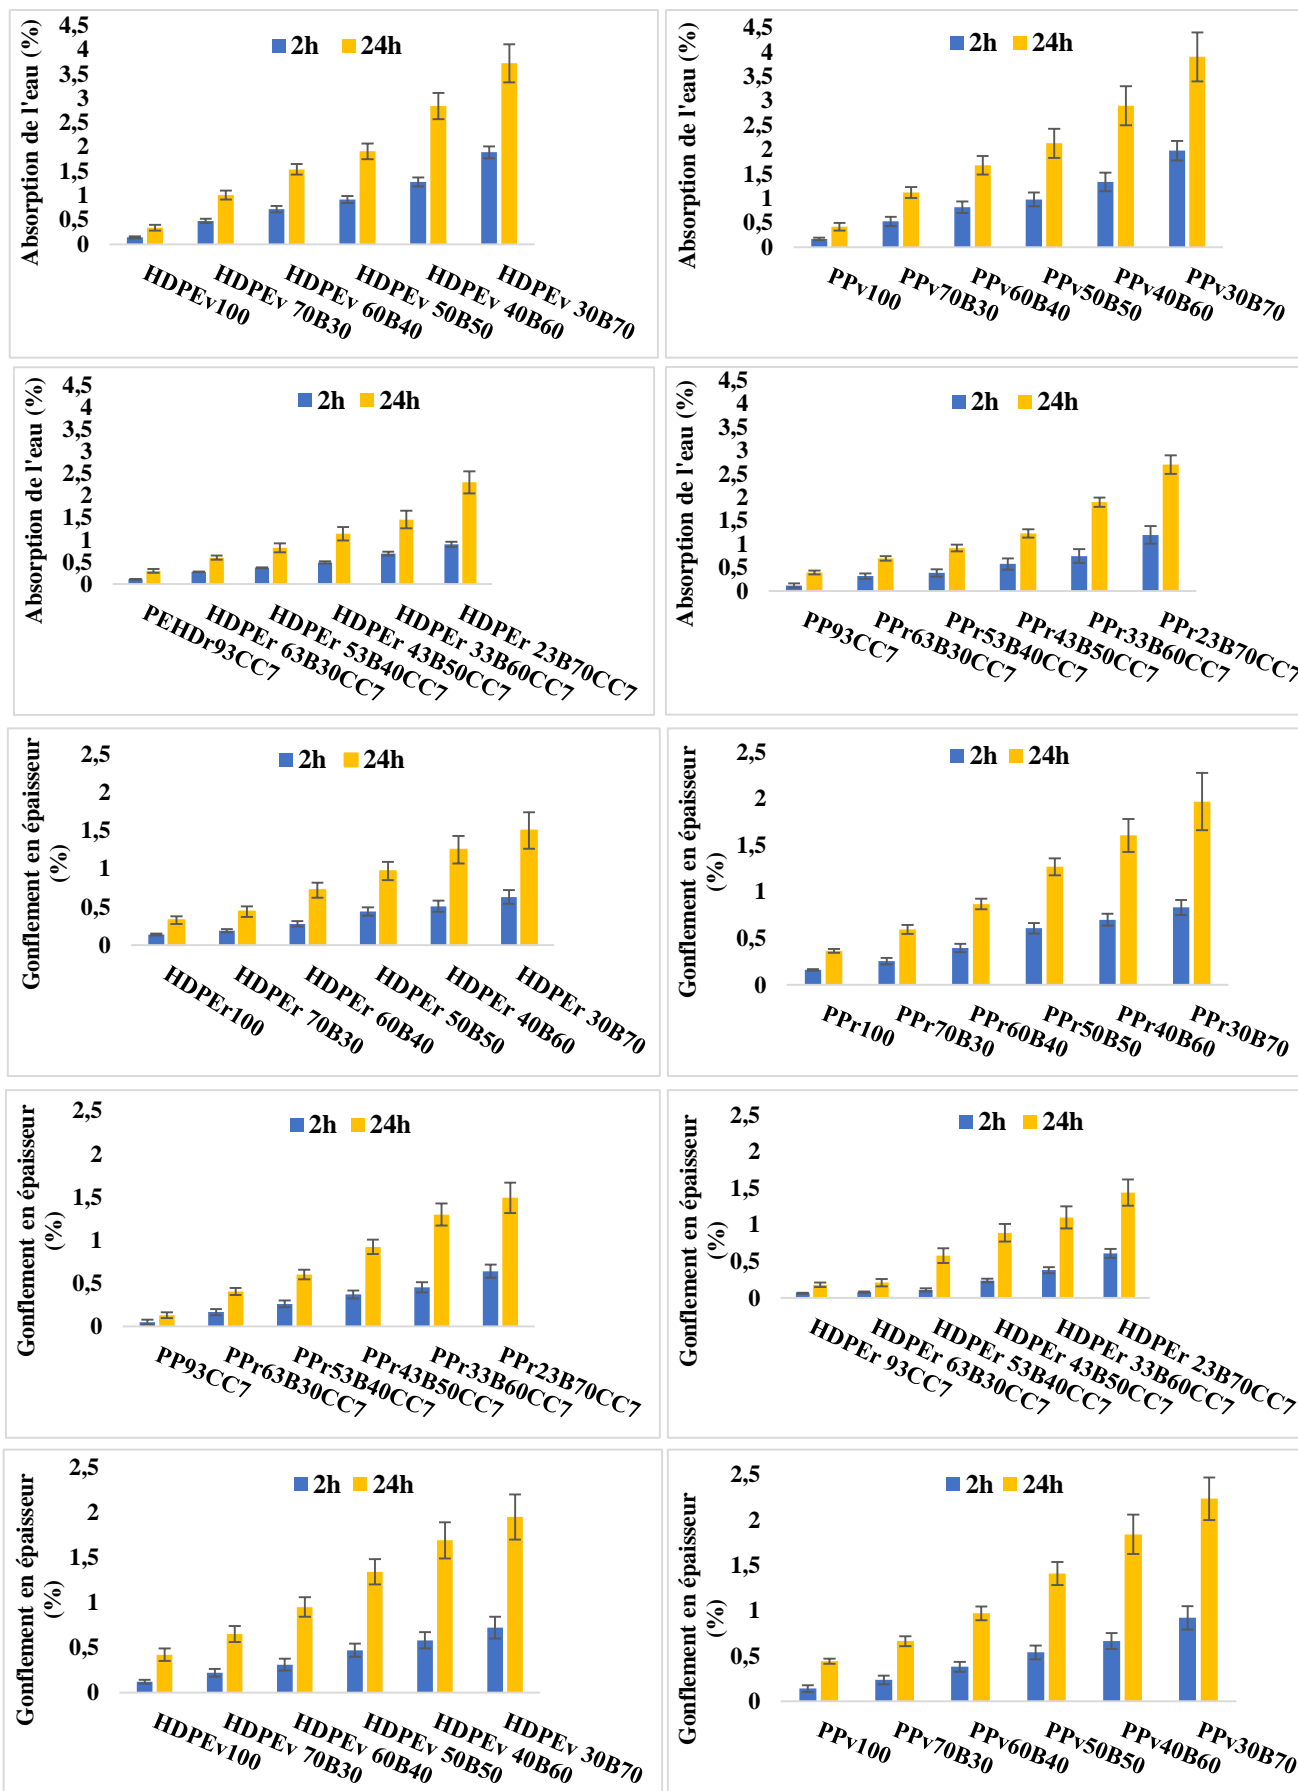 Absorption de l'eau (%)
4,5
4
3,5
3
2,5
2
1,5
1
0,5
0
2h 24h
HDPEv100
HDPEv 70B30
HDPEv 60B40
HDPEv 50B50
HDPEv 40B60
HDPEv 30B70
Absorption de l'eau (%)
4,5
4
3,5
3
2,5
2
1,5
1
0,5
0
2h 24h
PPv100
PPv70B30
PPv60B40
PPv50B50
PPv40B60
PPv30B70
Absorption de l'eau (%)
4,5
4
3,5
3
2,5
2
1,5
1
0,5
0
2h 24h
PEHDr93CC7
HDPEr 63B30CC7
HDPEr 53B40CC7
HDPEr 43B50CC7
HDPEr 33B60CC7
HDPEr 23B70CC7
Absorption de l'eau (%)
4,5
4
3,5
3
2,5
2
1,5
1
0,5
0
2h 24h
PP93CC7
PPr63B30CC7
PPr53B40CC7
PPr43B50CC7
PPr33B60CC7
PPr23B70CC7
Gonflement en épaisseur
(%)
2,5
2
1,5
1
0,5
0
2h 24h
HDPEr100
HDPEr 70B30
HDPEr 60B40
HDPEr 50B50
HDPEr 40B60
HDPEr 30B70
Gonflement en épaisseur
(%)
2,5
2
1,5
1
0,5
0
2h 24h
PPr100
PPr70B30
PPr60B40
PPr50B50
PPr40B60
PPr30B70
Gonflement en épaisseur
(%)
2,5
2
1,5
1
0,5
0
2h 24h
PP93CC7
PPr63B30CC7
PPr53B40CC7
PPr43B50CC7
PPr33B60CC7
PPr23B70CC7
Gonflement en épaisseur
(%)
2,5
2
1,5
1
0,5
0
2h 24h
HDPEr 93CC7
HDPEr 63B30CC7
HDPEr 53B40CC7
HDPEr 43B50CC7
HDPEr 33B60CC7
HDPEr 23B70CC7
Gonflement en épaisseur
(%)
2,5
2
1,5
1
0,5
0
2h 24h
HDPEv100
HDPEv 70B30
HDPEv 60B40
HDPEv 50B50
HDPEv 40B60
HDPEv 30B70
Gonflement en épaisseur
(%)
2,5
2
1,5
1
0,5
0
2h 24h
PPv100
PPv70B30
PPv60B40
PPv50B50
PPv40B60
PPv30B70